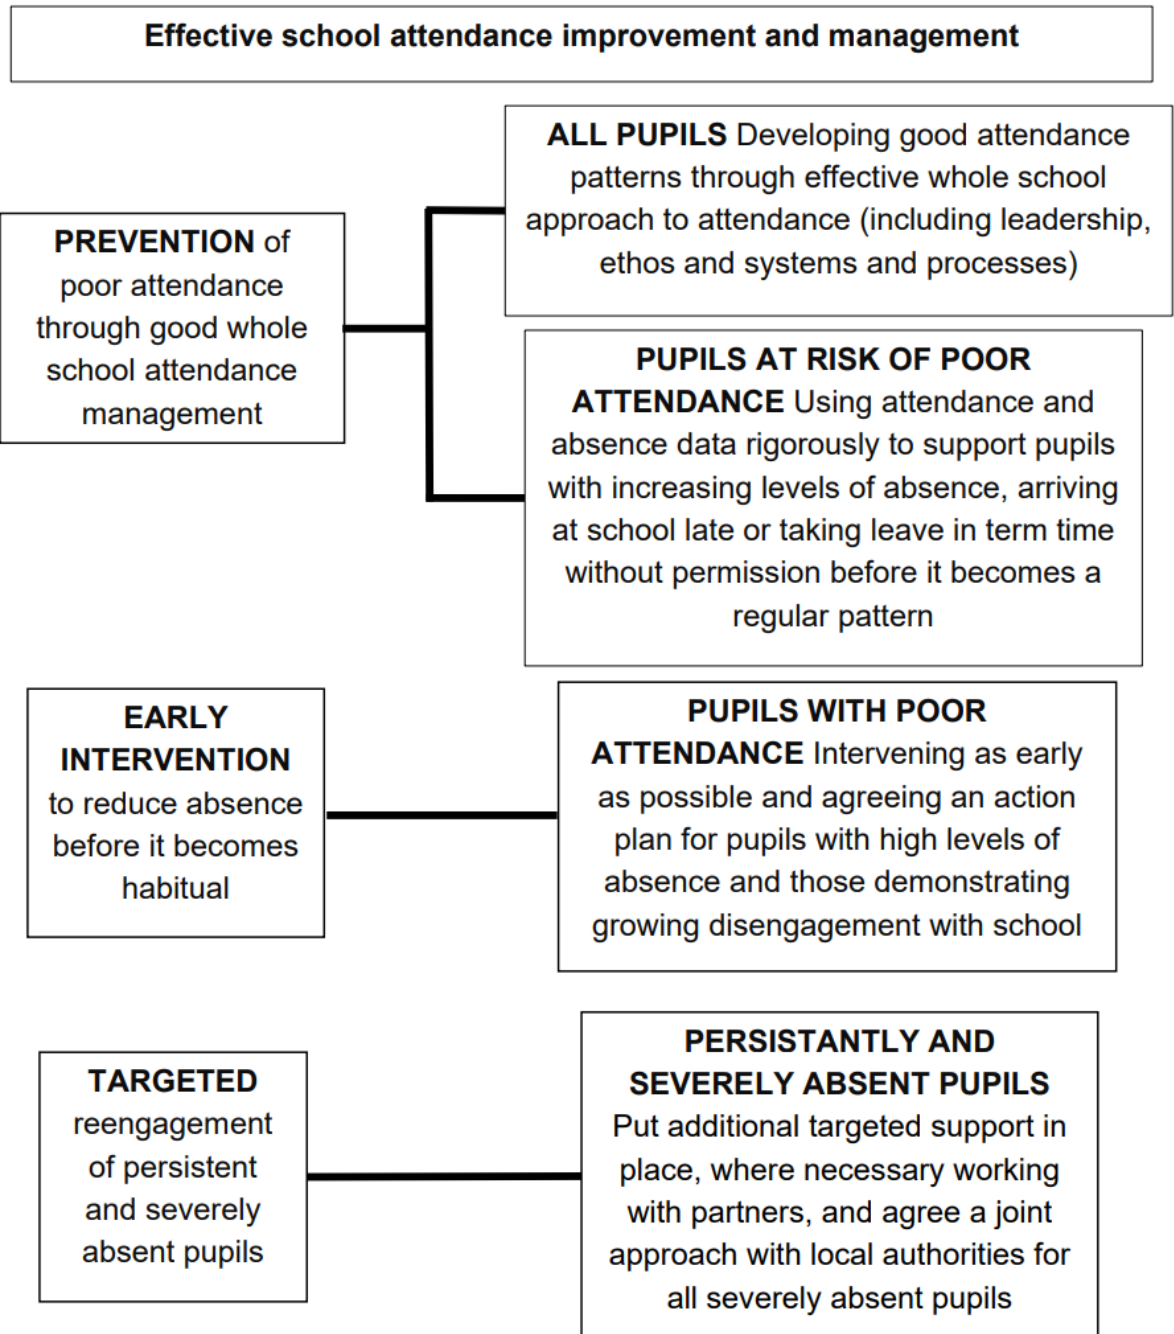 Effective school attendance improvement and management
ALL PUPILS Developing good attendance
patterns through effective whole school
approach to attendance (including leadership,
ethos and systems and processes)
PREVENTION of
poor attendance
through good whole
school attendance
management
PUPILS AT RISK OF POOR
ATTENDANCE Using attendance and
absence data rigorously to support pupils
with increasing levels of absence, arriving
at school late or taking leave in term time
without permission before it becomes a
regular pattern
EARLY
INTERVENTION
to reduce absence
before it becomes
habitual
PUPILS WITH POOR
ATTENDANCE Intervening as early
as possible and agreeing an action
plan for pupils with high levels of
absence and those demonstrating
growing disengagement with school
TARGETED
reengagement
of persistent
and severely
absent pupils
PERSISTANTLY AND
SEVERELY ABSENT PUPILS
Put additional targeted support in
place, where necessary working
with partners, and agree a joint
approach with local authorities for
all severely absent pupils